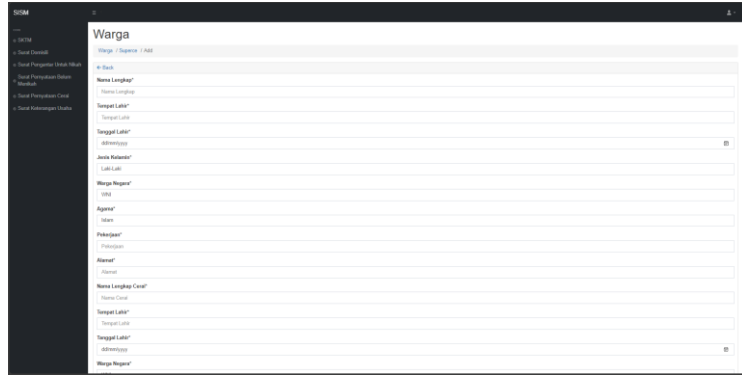 SISM
SKTM
Surat Domisili
Surat Pengantar Untuk Nikah
Surat Pernyataan Belum
Menikah
Surat Pernyataan Cerai
Surat Keterangan Usaha
Warga
Warga / Supercer / Add
← Back
Nama Lengkap*
Nama Lengkap
Tempat Lahir*
Tempat Lahir
Tanggal Lahir*
dd/mm/yyyy
Jenis Kelamin*
Laki-Laki
Warga Negara*
WNI
Agama*
Islam
Pekerjaan*
Pekerjaan
Alamat*
Alamat
Nama Lengkap Cerai*
Nama Cerai
Tempat Lahir*
Tempat Lahir
Tanggal Lahir*
dd/mm/yyyy
Warga Negara*